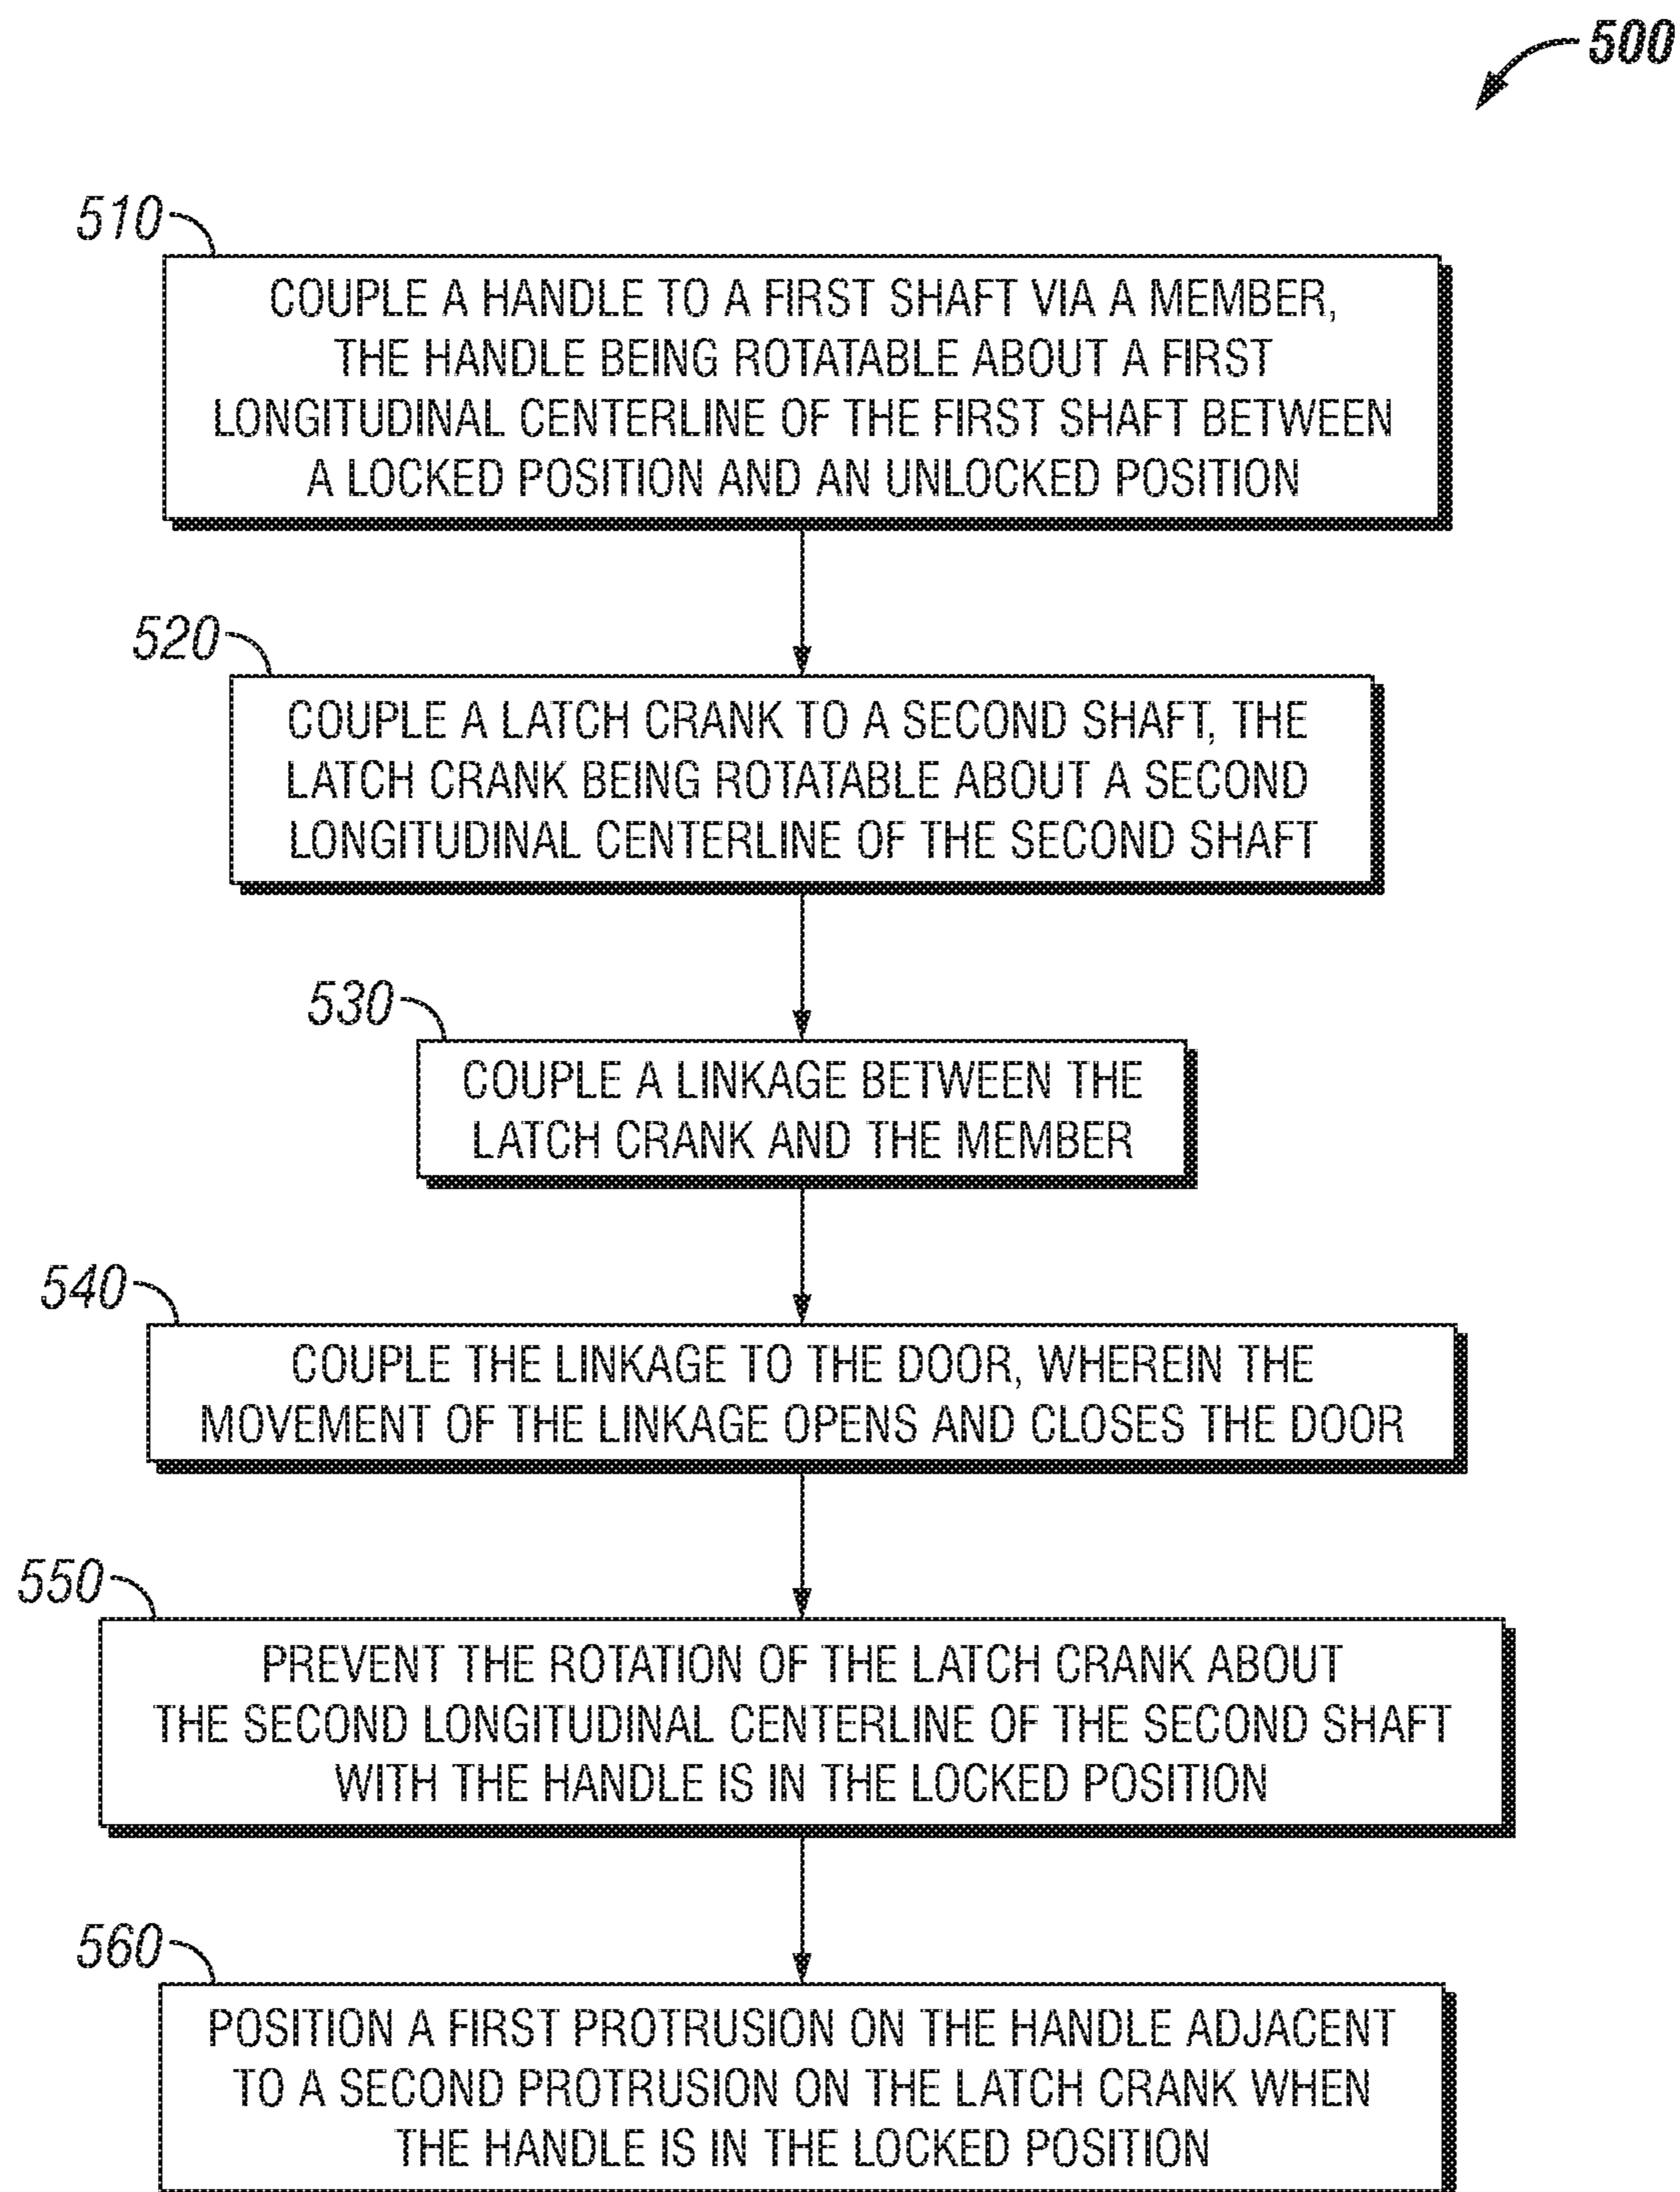 500
510
COUPLE A HANDLE TO A FIRST SHAFT VIA A MEMBER,
THE HANDLE BEING ROTATABLE ABOUT A FIRST
LONGITUDINAL CENTERLINE OF THE FIRST SHAFT BETWEEN
A LOCKED POSITION AND AN UNLOCKED POSITION
520
COUPLE A LATCH CRANK TO A SECOND SHAFT, THE
LATCH CRANK BEING ROTATABLE ABOUT A SECOND
LONGITUDINAL CENTERLINE OF THE SECOND SHAFT
530
COUPLE A LINKAGE BETWEEN THE
LATCH CRANK AND THE MEMBER
540
COUPLE THE LINKAGE TO THE DOOR, WHEREIN THE
MOVEMENT OF THE LINKAGE OPENS AND CLOSES THE DOOR
550
PREVENT THE ROTATION OF THE LATCH CRANK ABOUT
THE SECOND LONGITUDINAL CENTERLINE OF THE SECOND SHAFT
WITH THE HANDLE IS IN THE LOCKED POSITION
560
POSITION A FIRST PROTRUSION ON THE HANDLE ADJACENT
TO A SECOND PROTRUSION ON THE LATCH CRANK WHEN
THE HANDLE IS IN THE LOCKED POSITION